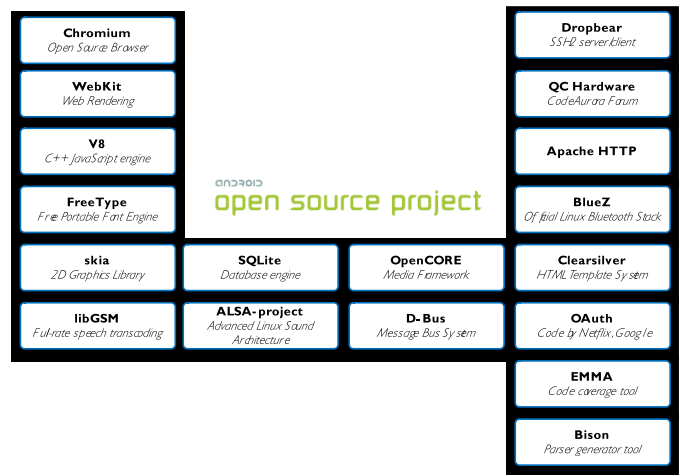 Chromium
Open Source Browser
WebKit
Web Rendering
V8
C++ JavaScript engine
FreeType
Free Portable Font Engine
skia
2D Graphics Library
libGSM
Full-rate speech transcoding
ANDROID
open source project
SQLite
Database engine
ALSA-project
Advanced Linux Sound
Architecture
OpenCORE
Media Framework
D-Bus
Message Bus System
Dropbear
SSH2 server/client
QC Hardware
CodeAurora Forum
Apache HTTP
BlueZ
Official Linux Bluetooth Stack
Clearsilver
HTML Template System
OAuth
Code by Netflix, Google
EMMA
Code coverage tool
Bison
Parser generator tool